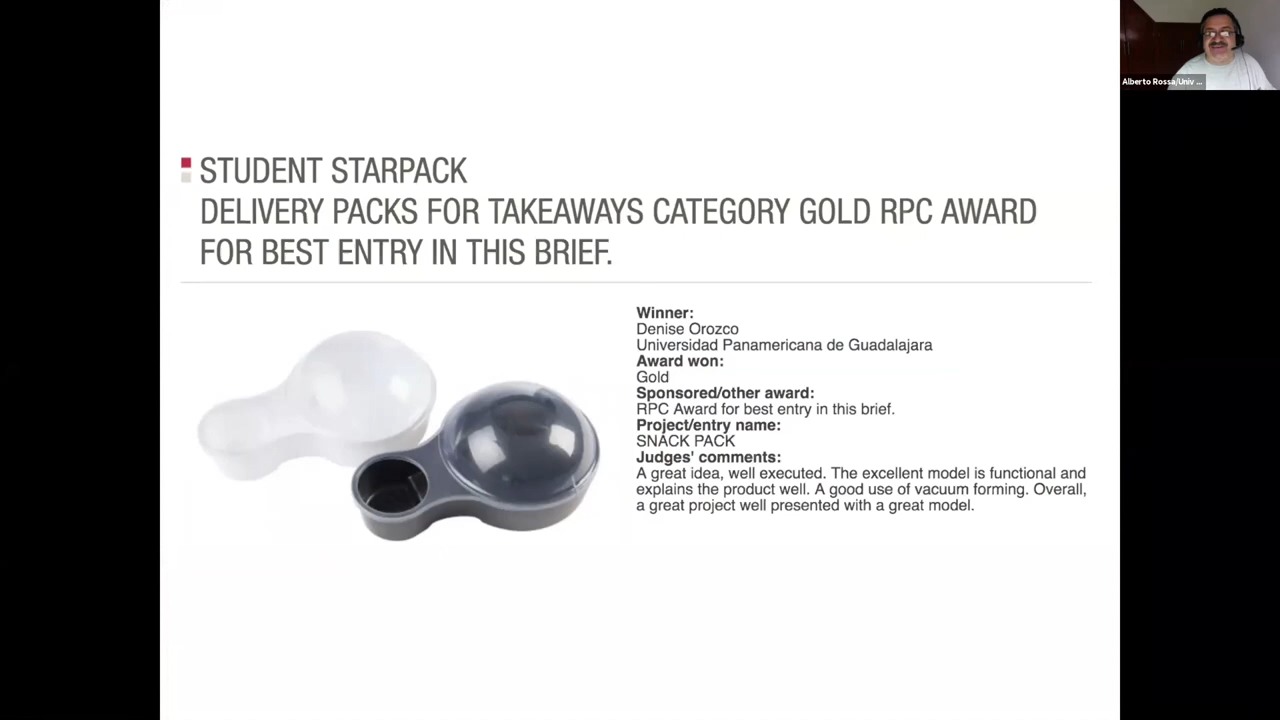 Alberto Rossa/Univ ...
STUDENT STARPACK
DELIVERY PACKS FOR TAKEAWAYS CATEGORY GOLD RPC AWARD
FOR BEST ENTRY IN THIS BRIEF.
Winner:
Denise Orozco
Universidad Panamericana de Guadalajara
Award won:
Gold
Sponsored/other award:
RPC Award for best entry in this brief.
Project/entry name:
SNACK PACK
Judges' comments:
A great idea, well executed. The excellent model is functional and
explains the product well. A good use of vacuum forming. Overall,
a great project well presented with a great model.